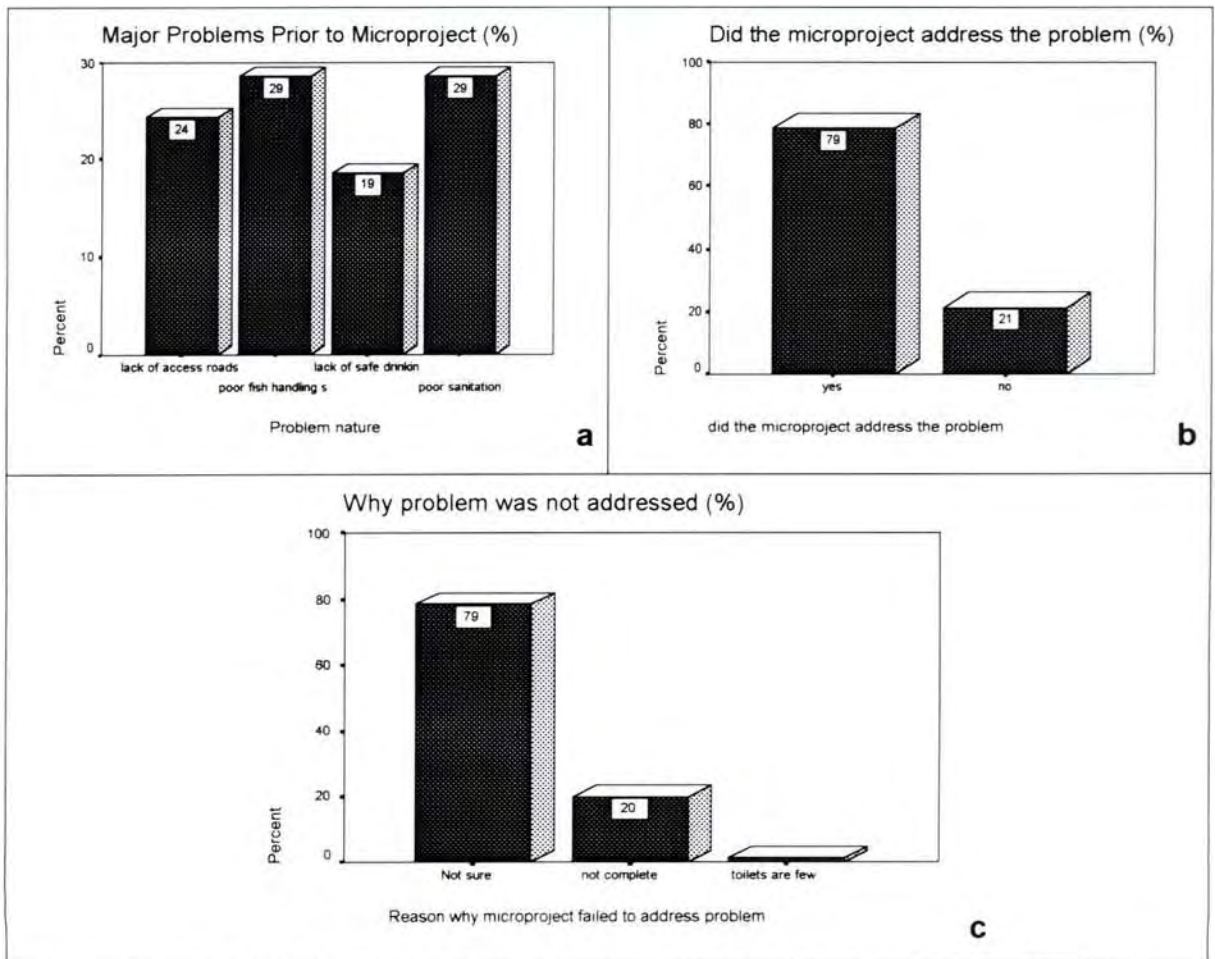 Major Problems Prior to Microproject (%)
30
20
10
0
Percent
24
29
19
29
lack of access roads
poor fish handling s
lack of safe drinkin
poor sanitation
Problem nature
a
Did the microproject address the problem (%)
100
80
60
40
20
0
Percent
79
21
yes
no
did the microproject address the problem
b
Why problem was not addressed (%)
100
80
60
40
20
0
Percent
79
20
Not sure
not complete
toilets are few
Reason why microproject failed to address problem
c